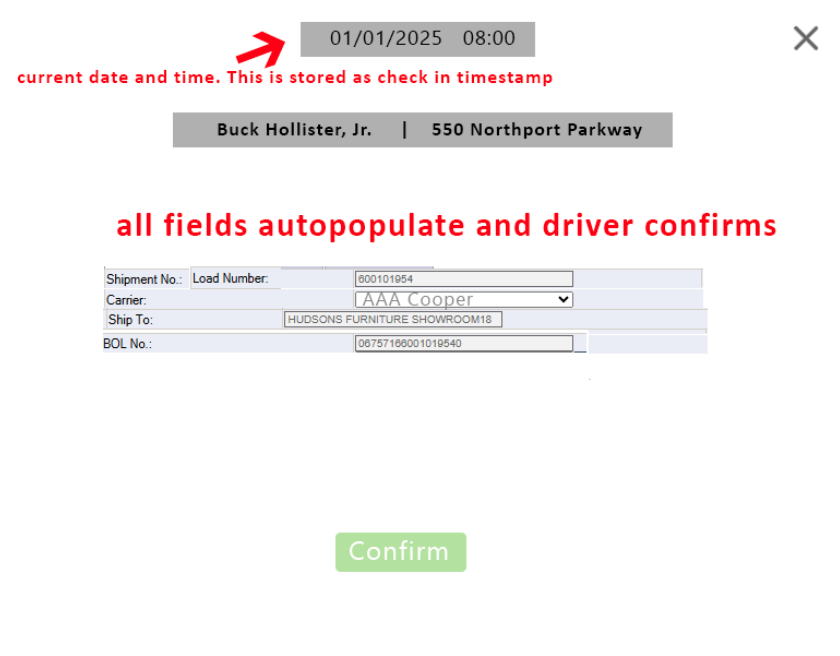 01/01/2025 08:00
current date and time. This is stored as check in timestamp
Buck Hollister, Jr. | 550 Northport Parkway
all fields autopopulate and driver confirms
Shipment No.: Load Number: 600101954
Carrier: AAA Cooper
Ship To: HUDSONS FURNITURE SHOWROOM18
BOL No.: 06757166001019540
Confirm